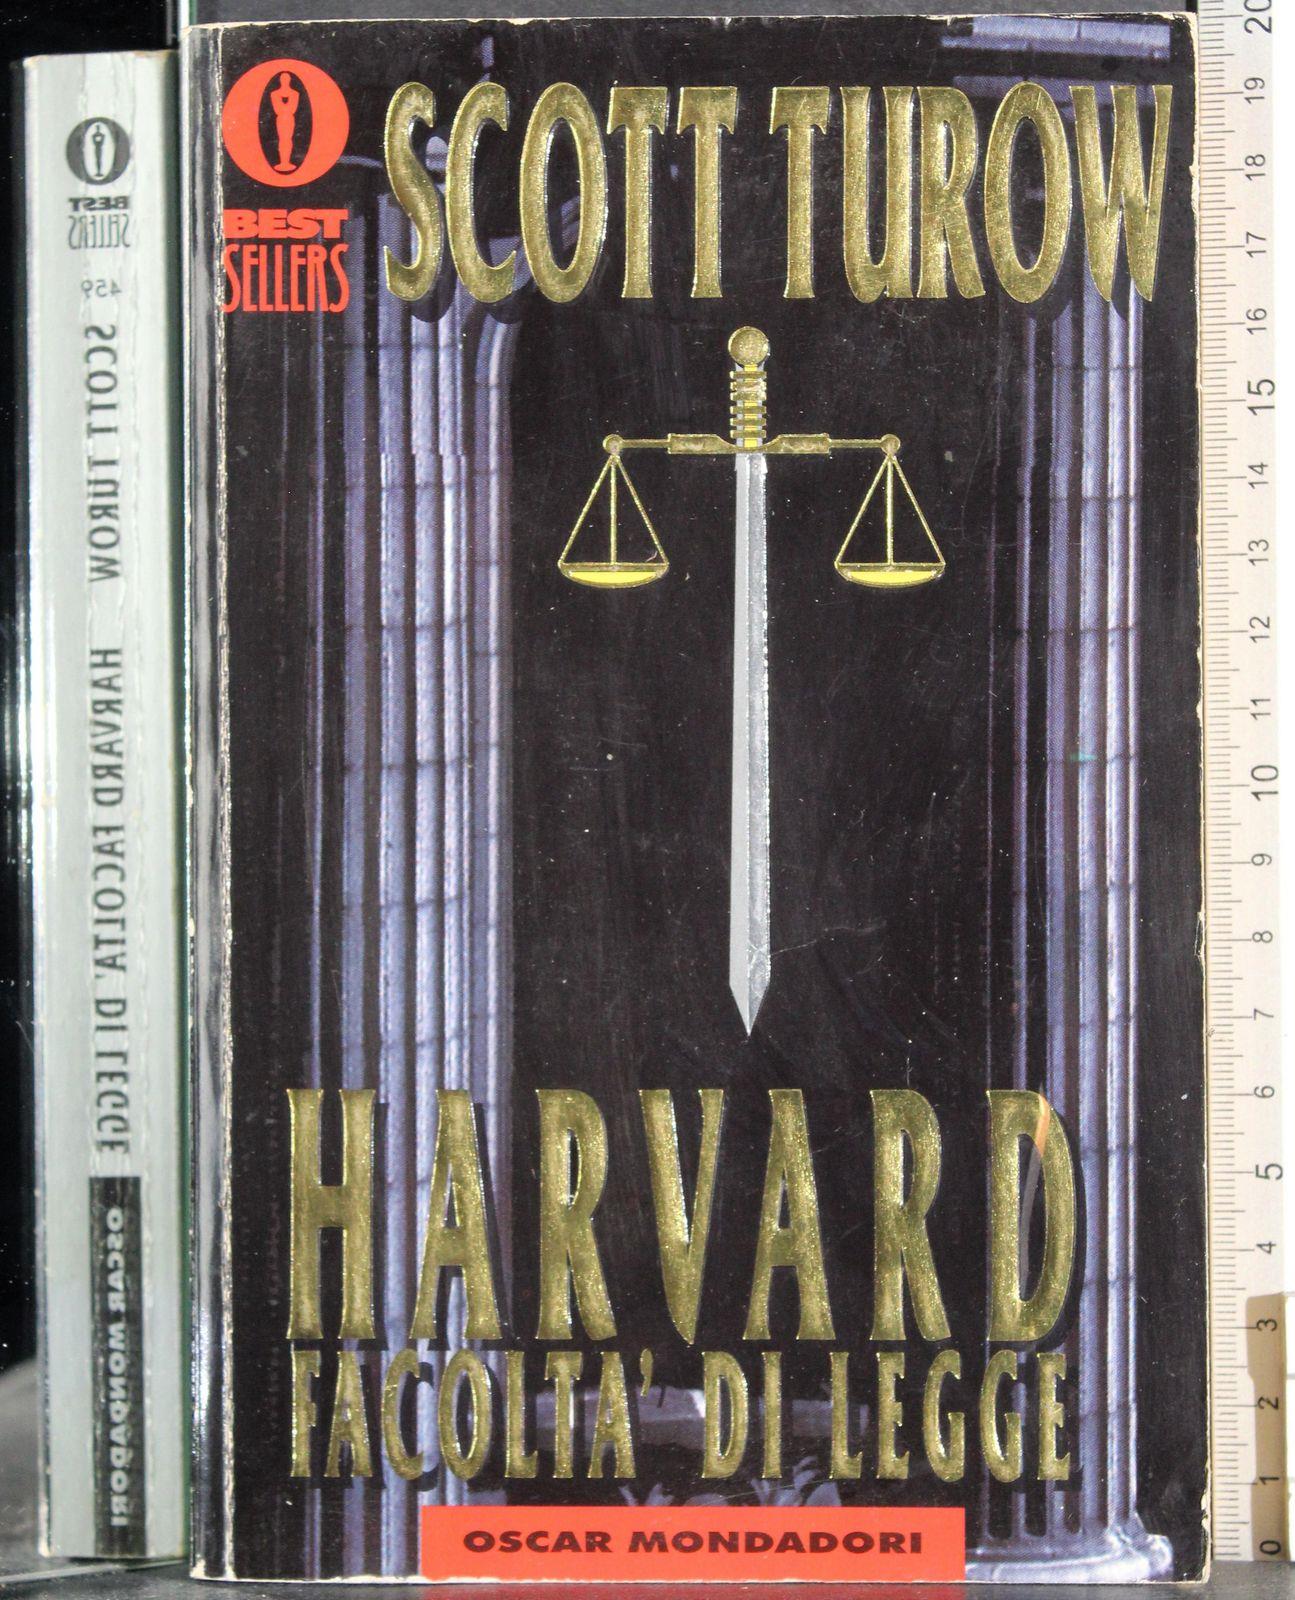 BEST
SELLERS
SCOTT TUROW
HARVARD
FACOLTA' DI LEGGE
OSCAR MONDADORI
BEST
SELLERS
459
SCOTT TUROW HARVARD FACOLTA' DI LEGGE
OSCAR MONDADORI
20
19
18
17
16
15
14
13
12
11
10
9
8
7
6
5
4
3
2
1
0